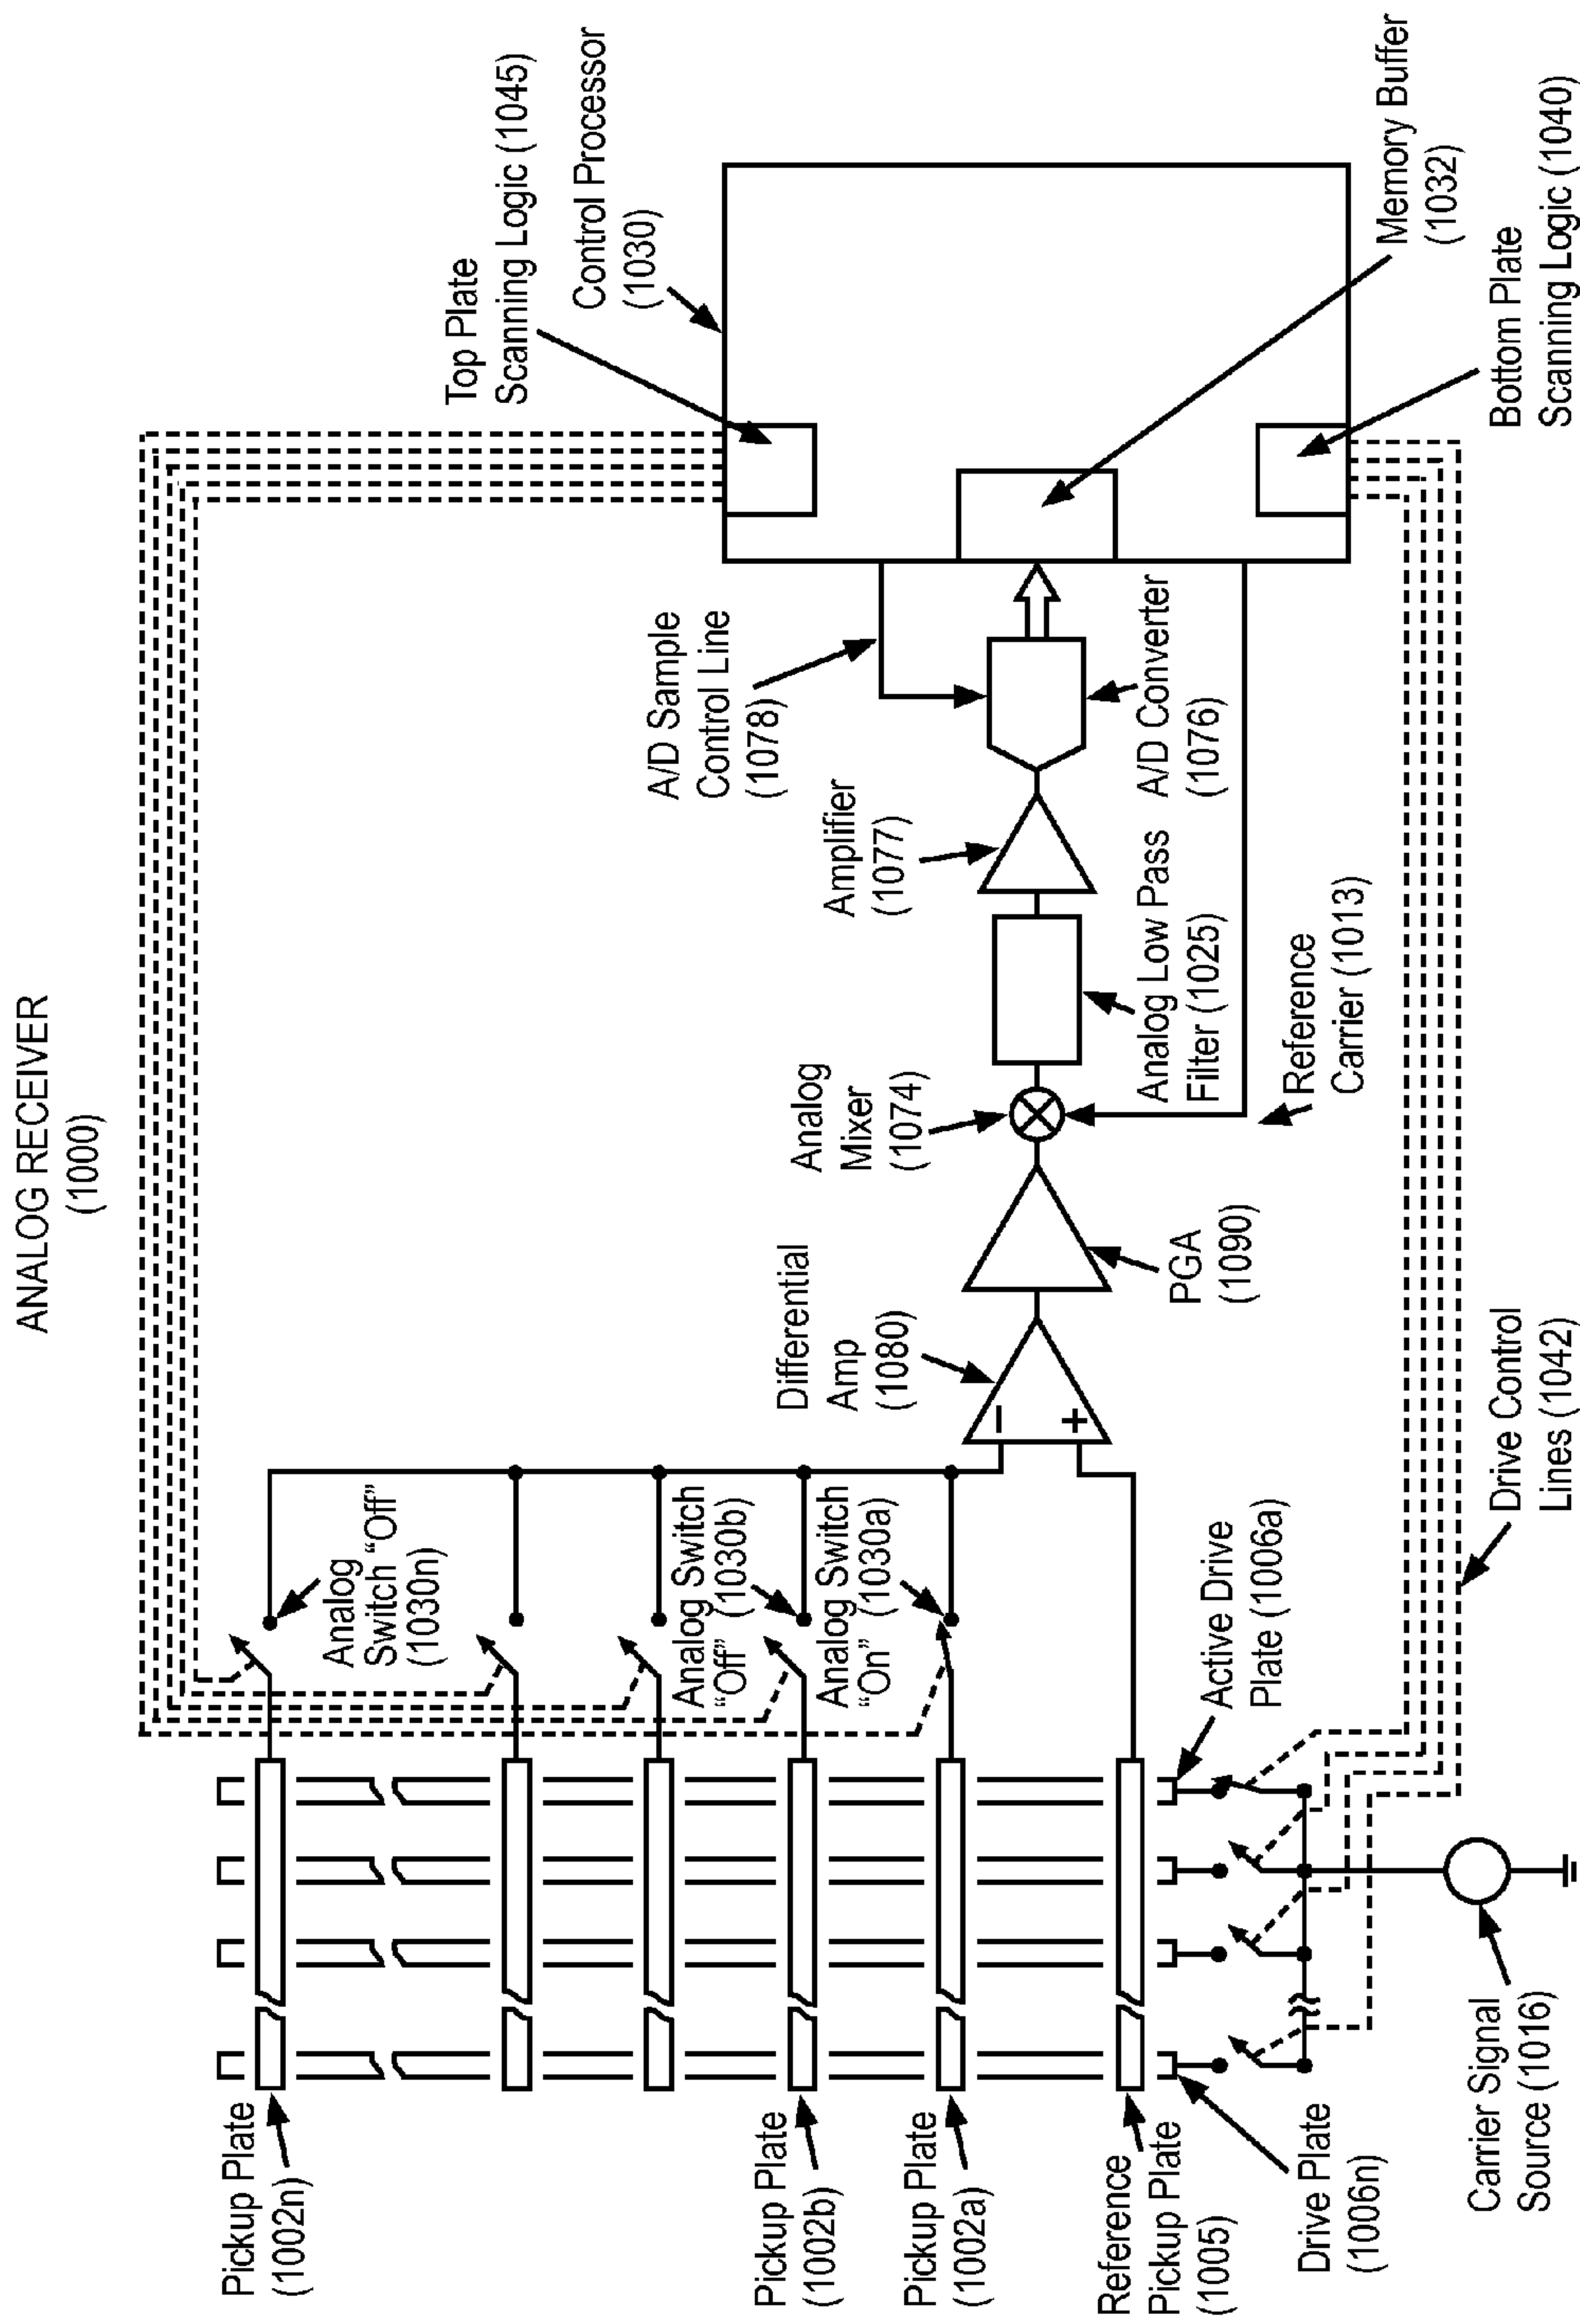 ANALOG RECEIVER
(1000)
Top Plate
Scanning Logic (1045)
Control Processor
(1030)
A/D Sample
Control Line
(1078)
Memory Buffer
(1032)
Bottom Plate
Scanning Logic (1040)
Amplifier
(1077)
A/D Converter
(1076)
Analog Low Pass
Filter (1025)
Analog
Mixer
(1074)
Reference
Carrier (1013)
Differential
Amp
(1080)
−
+
PGA
(1090)
Analog
Switch "Off"
(1030n)
Analog Switch
"Off" (1030b)
Analog Switch
"On" (1030a)
Active Drive
Plate (1006a)
Drive Control
Lines (1042)
Pickup Plate
(1002n)
Pickup Plate
(1002b)
Pickup Plate
(1002a)
Reference
Pickup Plate
(1005)
Drive Plate
(1006n)
Carrier Signal
Source (1016)